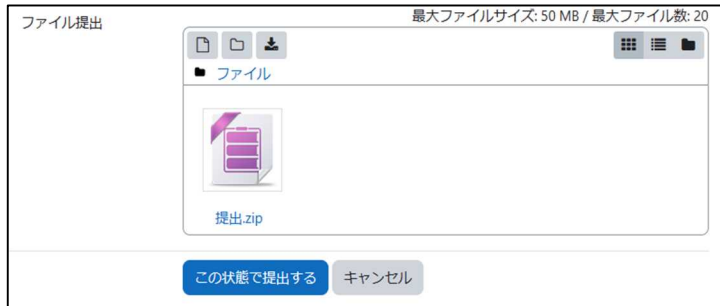 ファイル提出
最大ファイルサイズ: 50 MB / 最大ファイル数: 20
ファイル
提出.zip
この状態で提出する
キャンセル